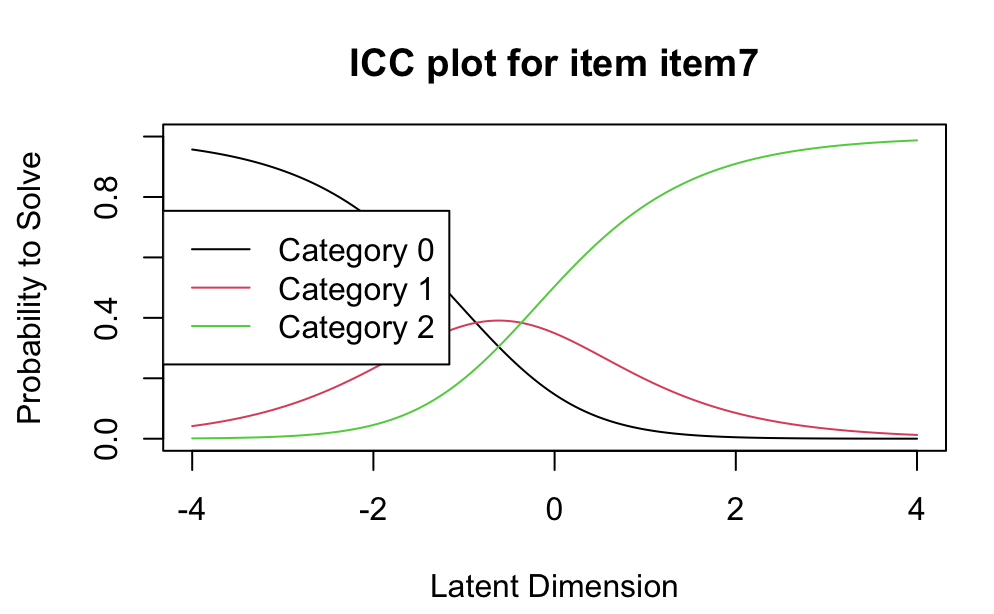 ICC plot for item item7
Probability to Solve
0.8
0.4
0.0
Category 0
Category 1
Category 2
-4
-2
0
2
4
Latent Dimension